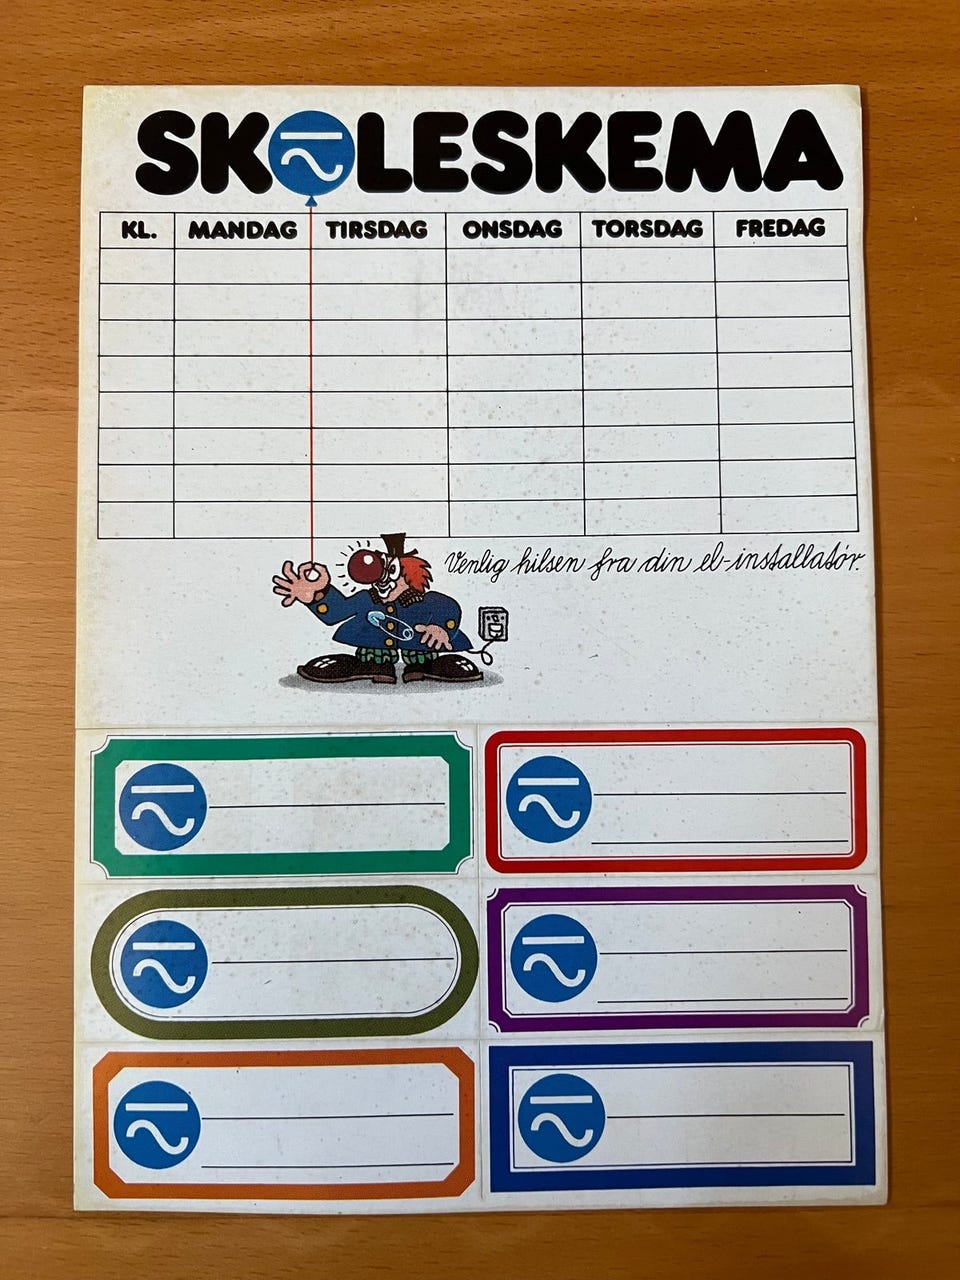 SKOLESKEMA
KL. MANDAG TIRSDAG ONSDAG TORSDAG FREDAG
Venlig hilsen fra din el-installatør.